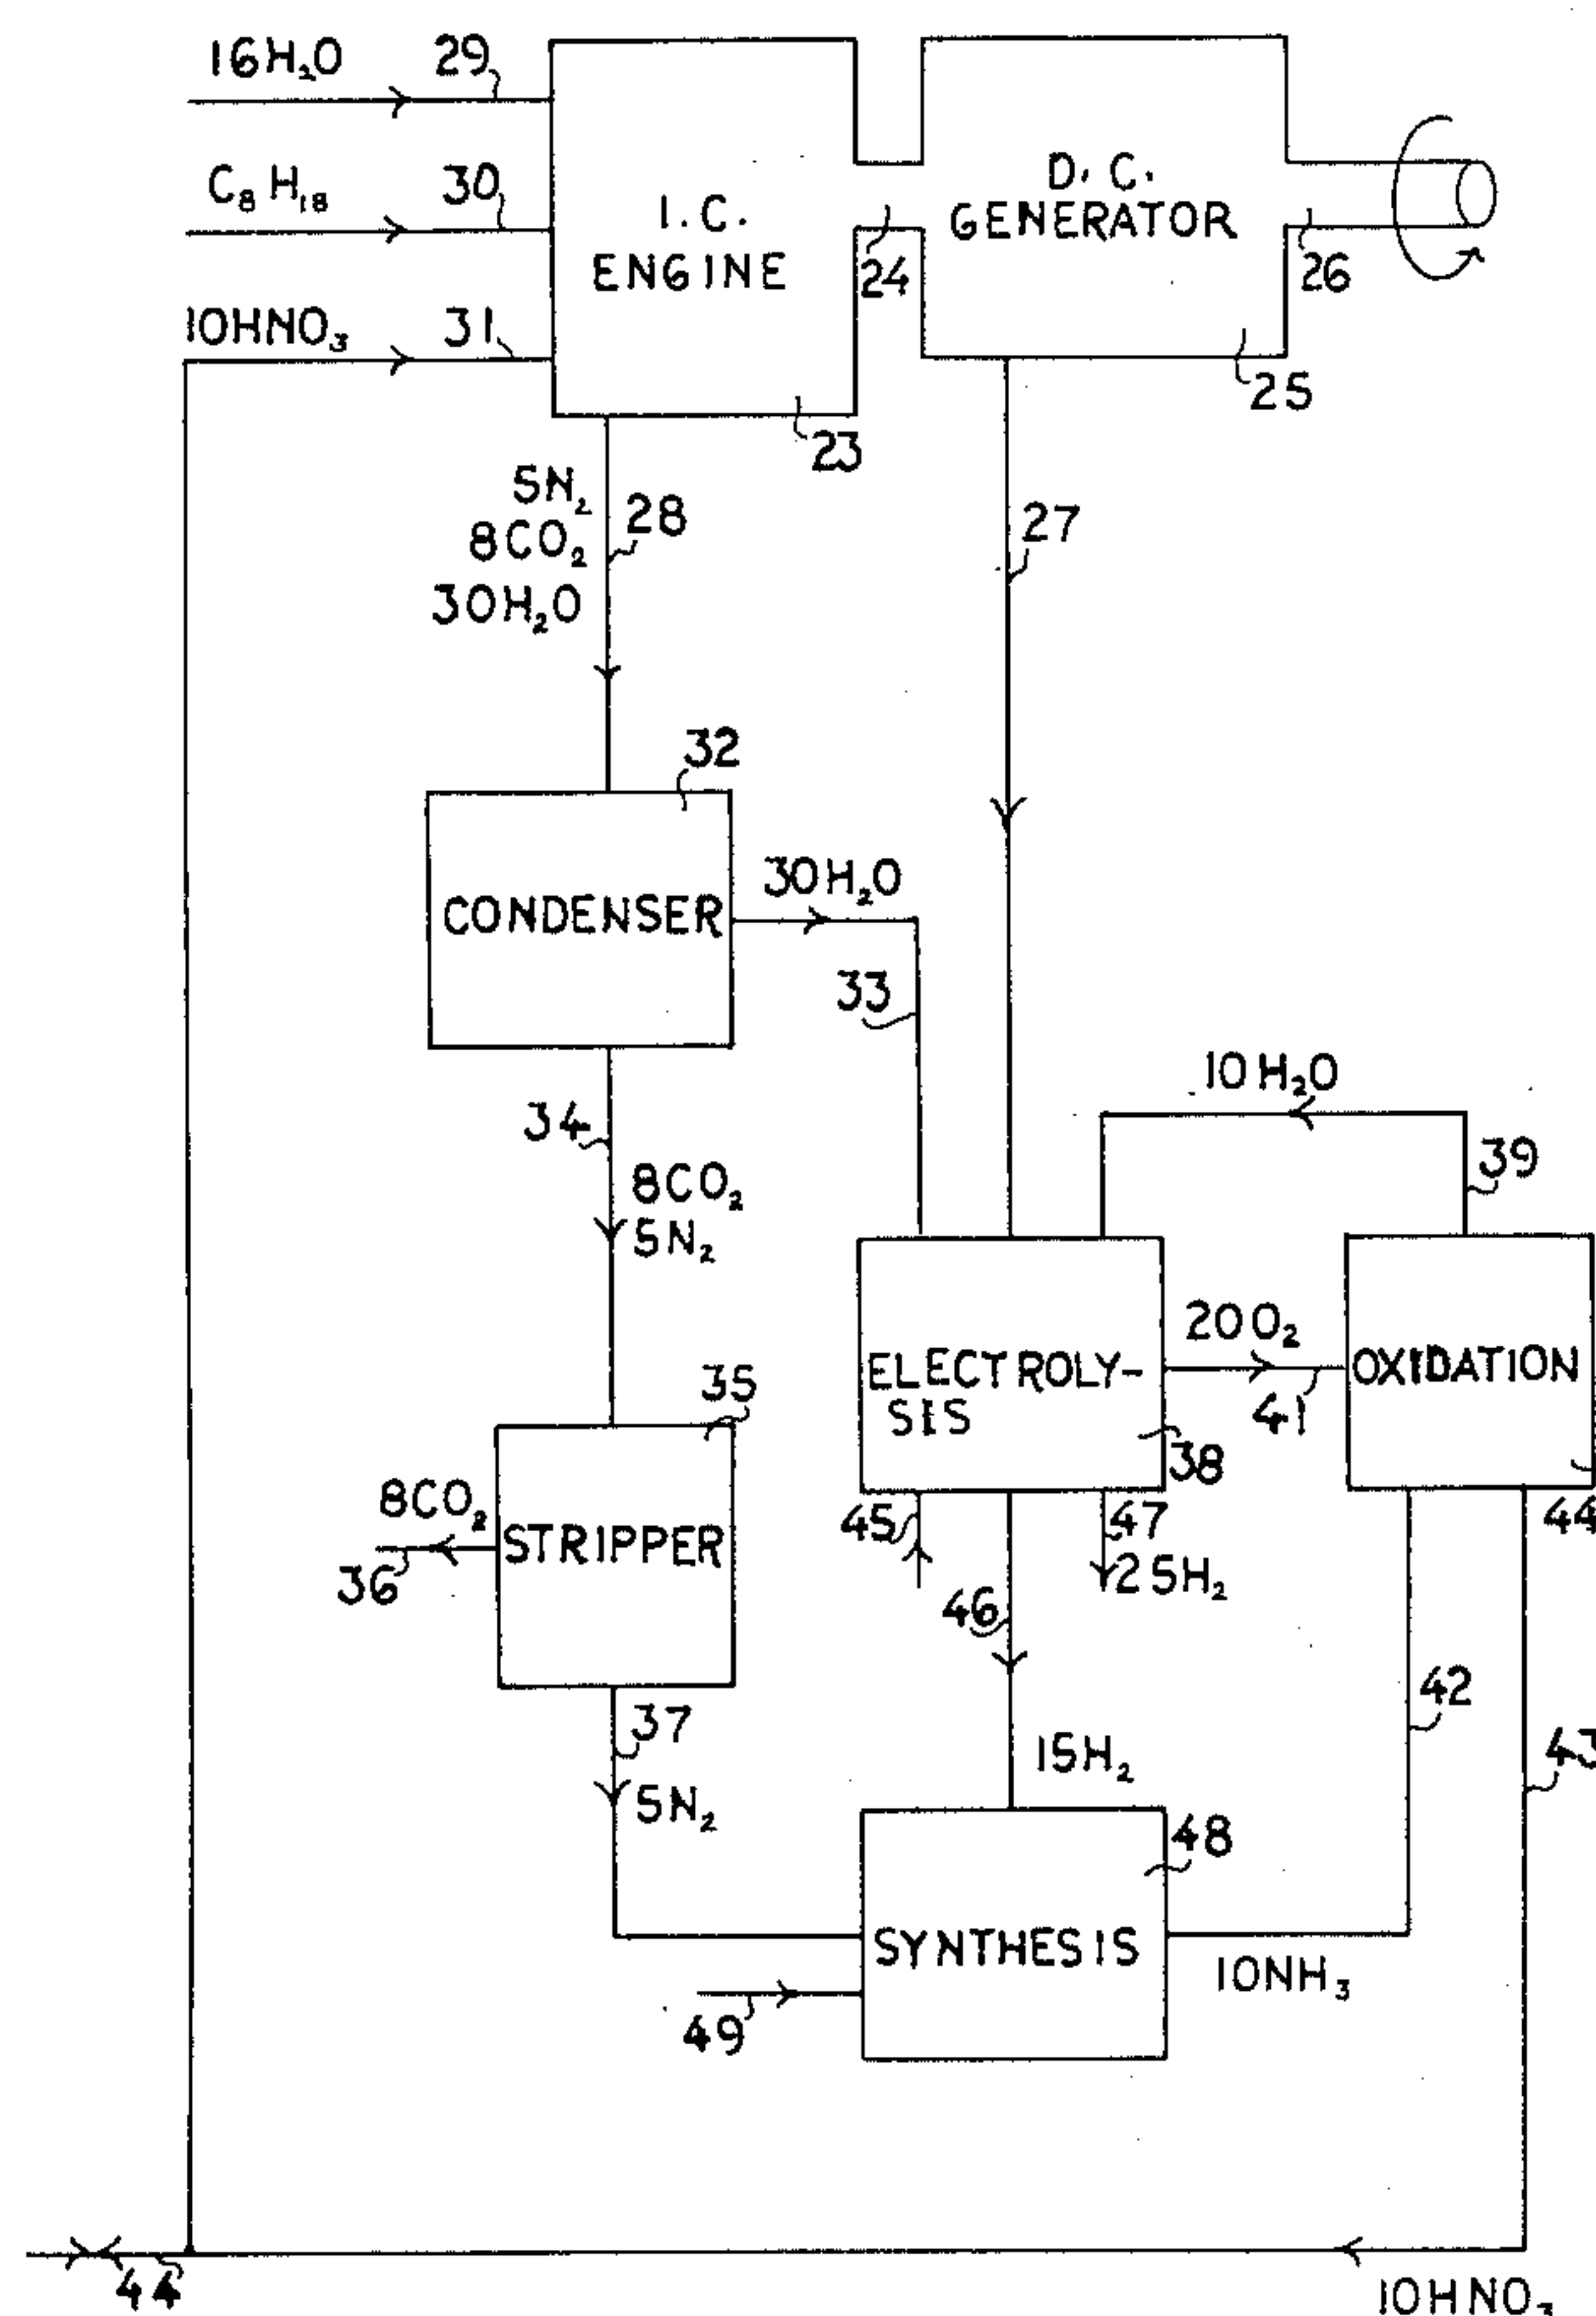 16H₂O
29
C₈H₁₈
30
10HNO₃
31
I.C.
ENGINE
23
24
D.C.
GENERATOR
25
26
27
5N₂
8CO₂
30H₂O
28
32
CONDENSER
30H₂O
33
34
8CO₂
5N₂
10H₂O
39
35
STRIPPER
8CO₂
36
37
5N₂
ELECTROLY-
SIS
38
20O₂
41
OXIDATION
44
45
46
47
25H₂
15H₂
42
43
48
SYNTHESIS
10NH₃
49
44
10HNO₃